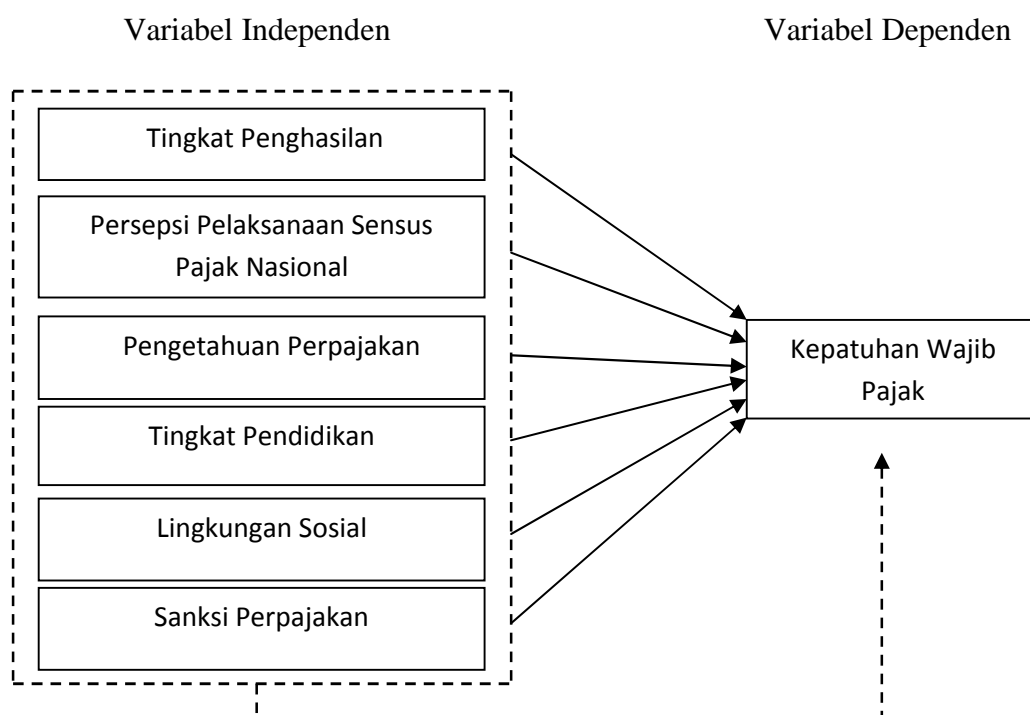 Variabel Independen
Variabel Dependen
Tingkat Penghasilan
Persepsi Pelaksanaan Sensus
Pajak Nasional
Pengetahuan Perpajakan
Tingkat Pendidikan
Lingkungan Sosial
Sanksi Perpajakan
Kepatuhan Wajib
Pajak